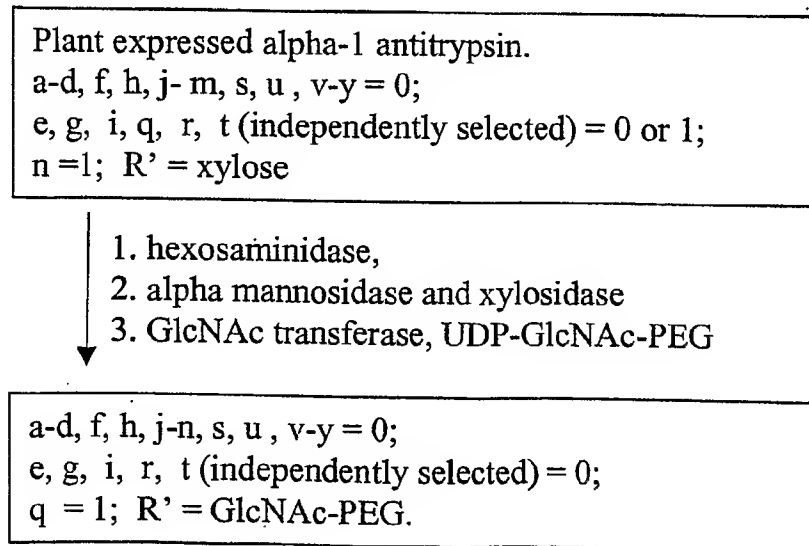 Plant expressed alpha-1 antitrypsin.
a-d, f, h, j- m, s, u , v-y = 0;
e, g, i, q, r, t (independently selected) = 0 or 1;
n =1; R’ = xylose
1. hexosaminidase,
2. alpha mannosidase and xylosidase
3. GlcNAc transferase, UDP-GlcNAc-PEG
a-d, f, h, j-n, s, u , v-y = 0;
e, g, i, r, t (independently selected) = 0;
q = 1; R’ = GlcNAc-PEG.